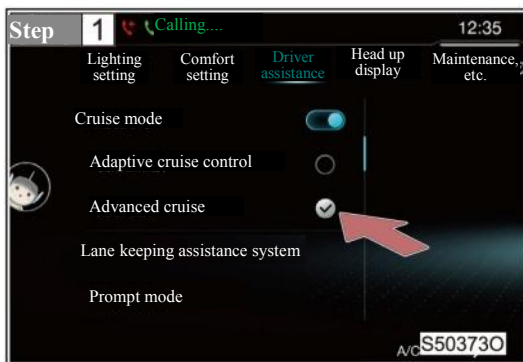 Step 1
Calling....
12:35
Lighting setting
Comfort setting
Driver assistance
Head up display
Maintenance, etc.
Cruise mode
Adaptive cruise control
Advanced cruise
Lane keeping assistance system
Prompt mode
A/C
S50373O